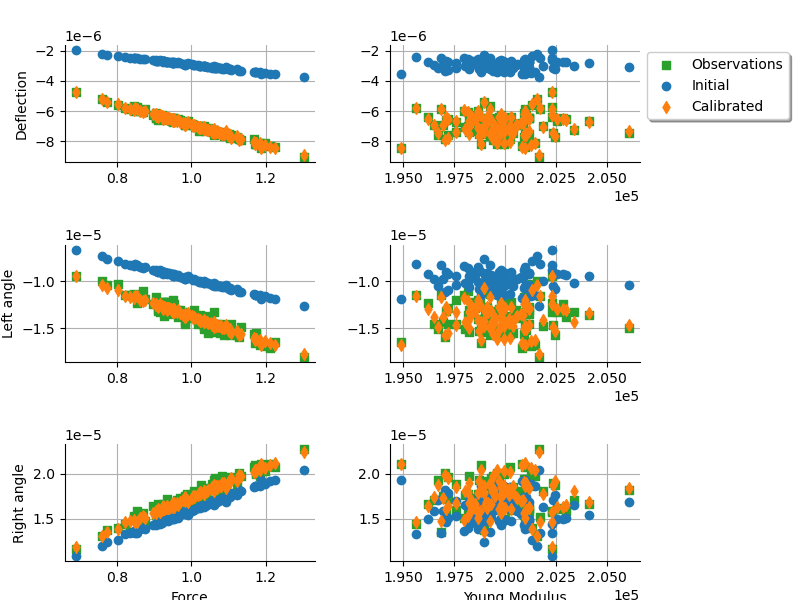 1e−6
−2
−4
−6
−8
Deflection
0.8 1.0 1.2
1e−6
−2
−4
−6
−8
1.950 1.975 2.000 2.025 2.050
1e5
Observations
Initial
Calibrated
1e−5
−1.0
−1.5
Left angle
0.8 1.0 1.2
1e−5
−1.0
−1.5
1.950 1.975 2.000 2.025 2.050
1e5
1e−5
2.0
1.5
Right angle
0.8 1.0 1.2
Force
1e−5
2.0
1.5
1.950 1.975 2.000 2.025 2.050
1e5
Young Modulus